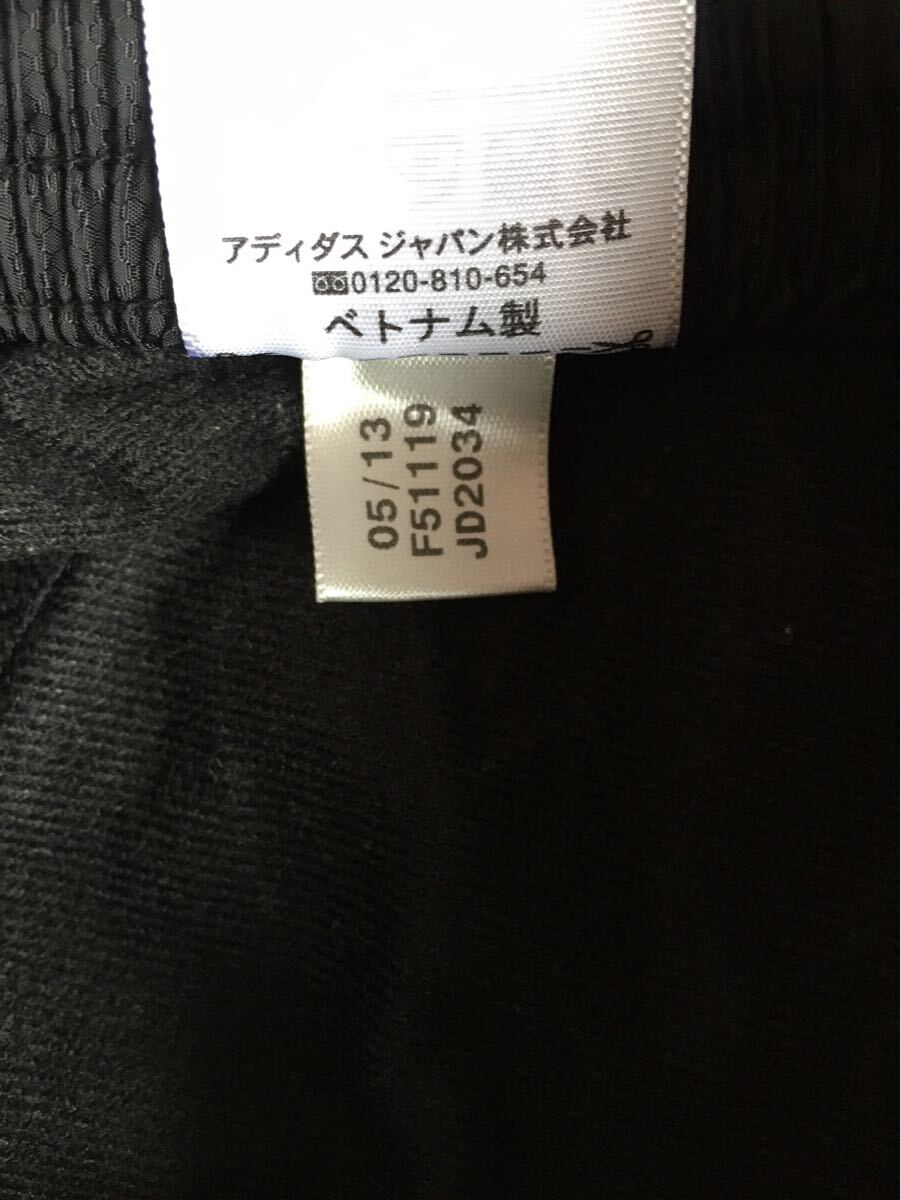 アディダス ジャパン株式会社
0120-810-654
ベトナム製
05/13
F51119
JD2034